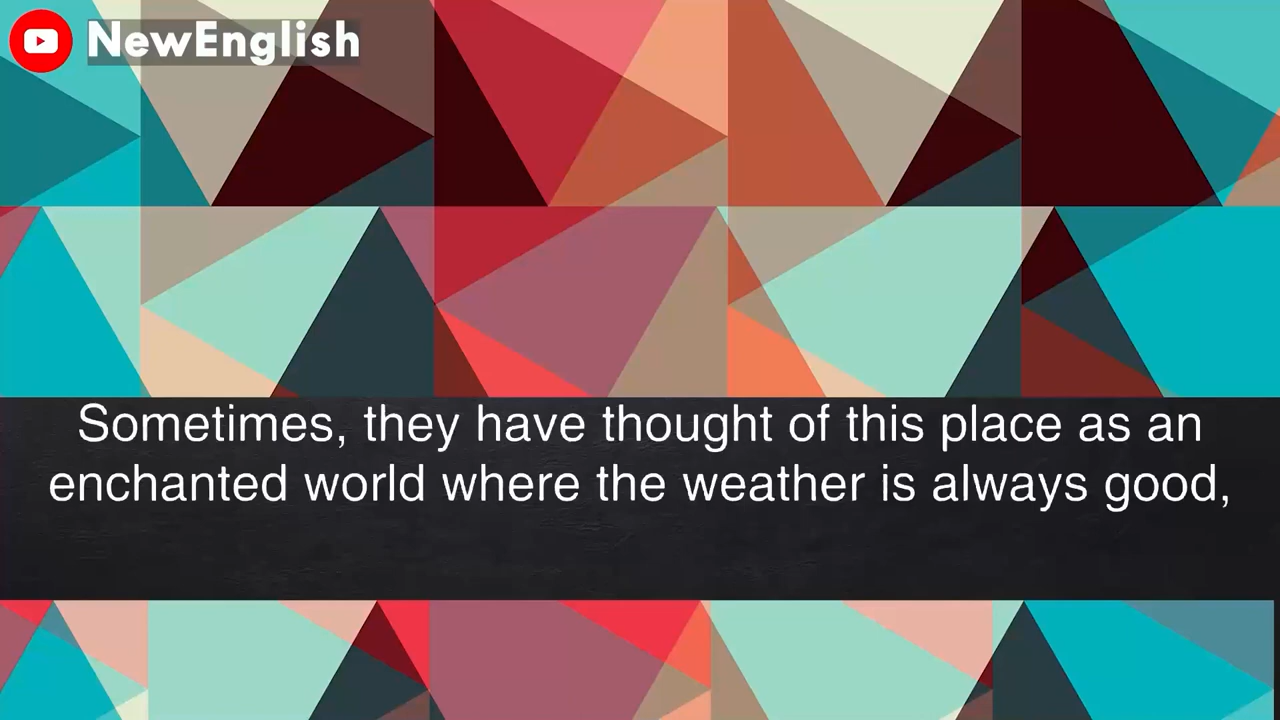 NewEnglish
Sometimes, they have thought of this place as an
enchanted world where the weather is always good,